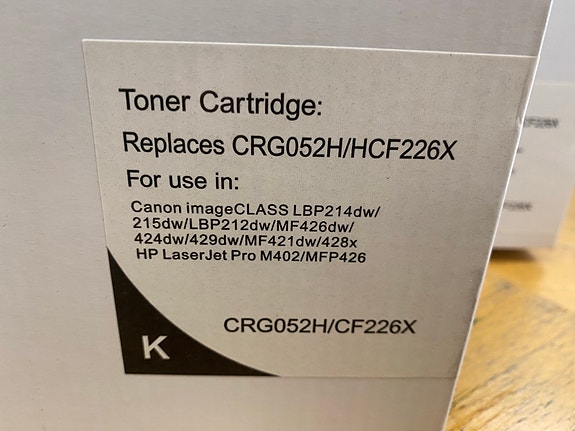 Toner Cartridge:
Replaces CRG052H/HCF226X
For use in:
Canon imageCLASS LBP214dw/
215dw/LBP212dw/MF426dw/
424dw/429dw/MF421dw/428x
HP LaserJet Pro M402/MFP426
CRG052H/CF226X
K